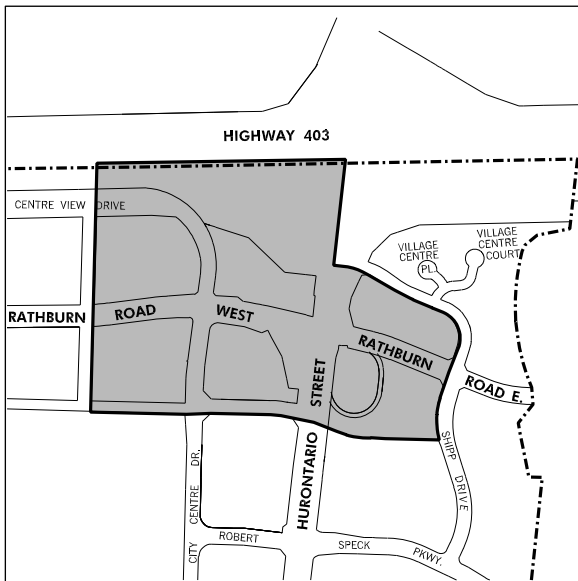 HIGHWAY 403
CENTRE VIEW DRIVE
VILLAGE
CENTRE
PL.
VILLAGE
CENTRE
COURT
RATHBURN ROAD WEST
RATHBURN ROAD E.
HURONTARIO STREET
CITY CENTRE DR.
SHIPP DRIVE
ROBERT SPECK PKWY.